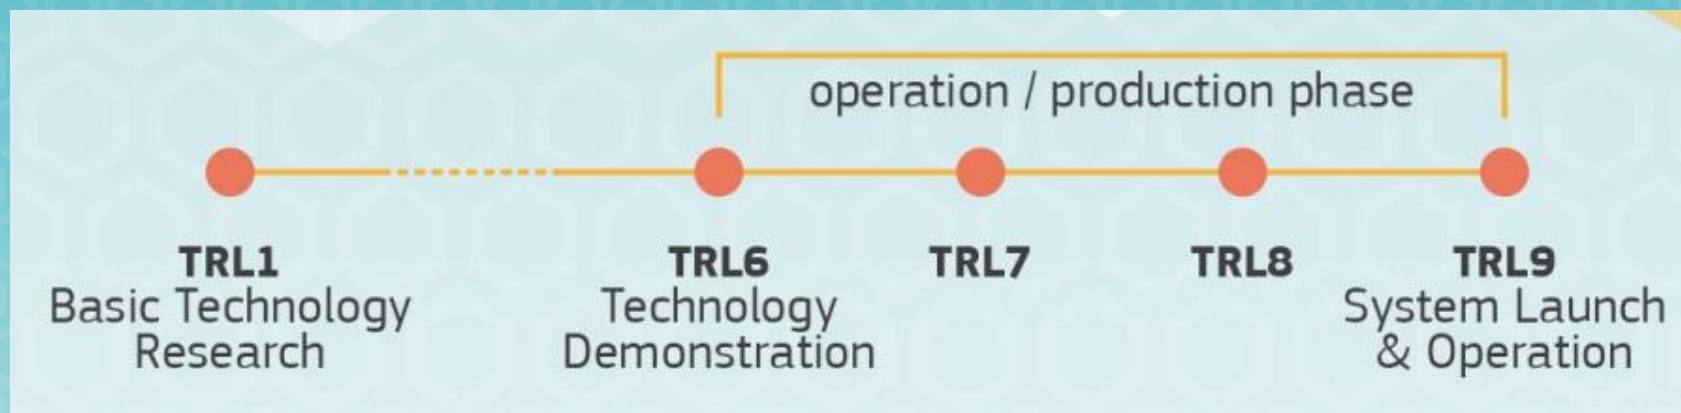 operation / production phase
TRL1
Basic Technology
Research
TRL6
Technology
Demonstration
TRL7
TRL8
TRL9
System Launch
& Operation